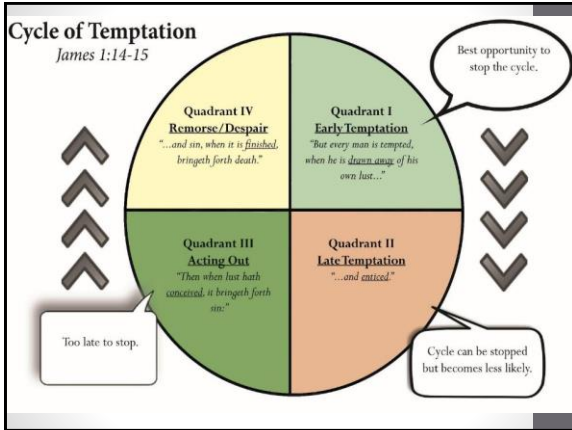 Cycle of Temptation
James 1:14-15
Best opportunity to
stop the cycle.
Quadrant IV
Remorse/Despair
"...and sin, when it is finished,
bringeth forth death."
Quadrant I
Early Temptation
"But every man is tempted,
when he is drawn away of his
own lust..."
Quadrant III
Acting Out
"Then when lust hath
conceived, it bringeth forth
sin:"
Quadrant II
Late Temptation
"...and enticed."
Too late to stop.
Cycle can be stopped
but becomes less likely.